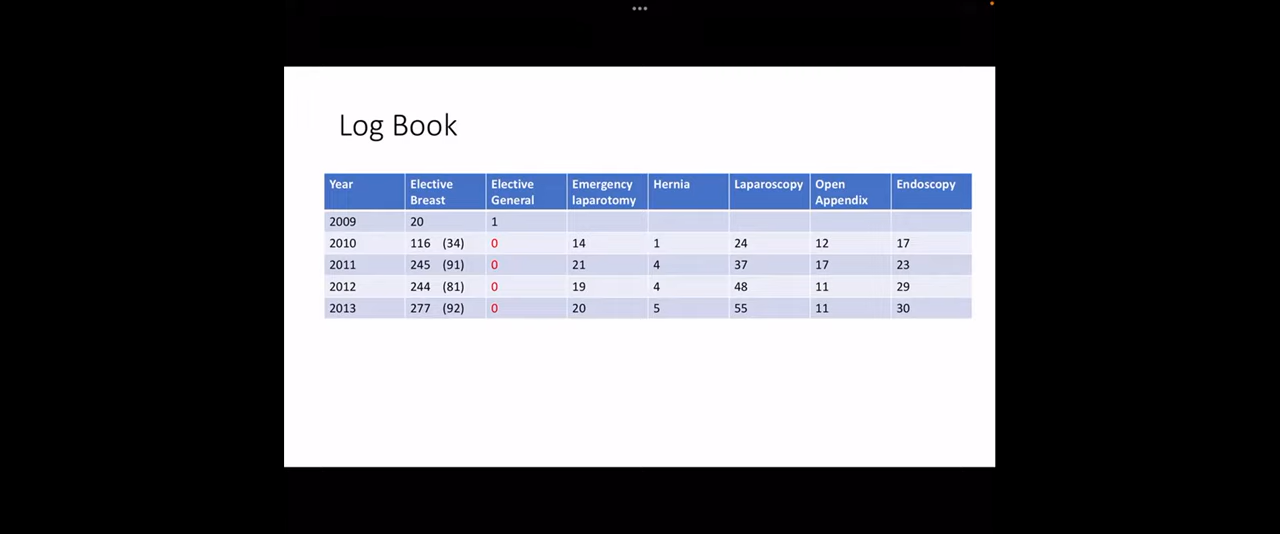 Log Book
Year Elective Breast Elective General Emergency laparotomy Hernia Laparoscopy Open Appendix Endoscopy
2009 20 1
2010 116 (34) 0 14 1 24 12 17
2011 245 (91) 0 21 4 37 17 23
2012 244 (81) 0 19 4 48 11 29
2013 277 (92) 0 20 5 55 11 30